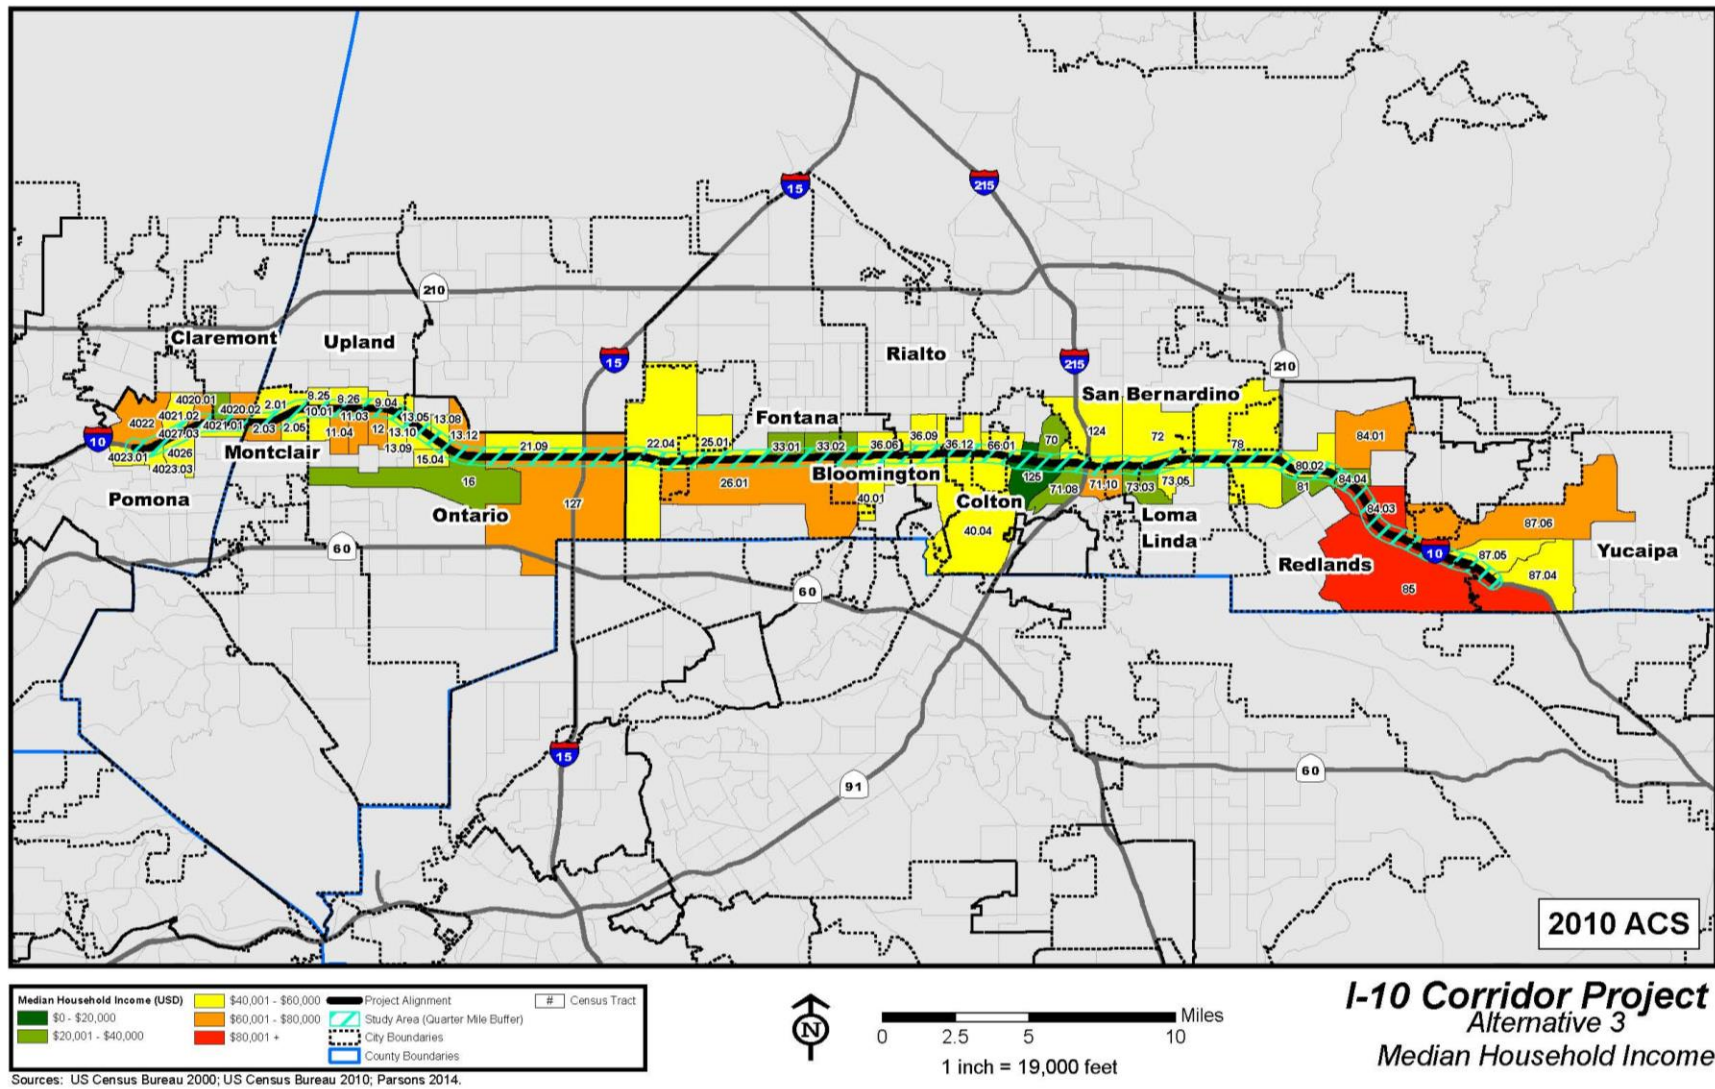 15
215
210
Claremont
Upland
15
Rialto
215
210
San Bernardino
4020.01
4020.02
2.01
8.25
8.26
9.04
4022
4021.02
4021.01
10.01
11.03
13.05
13.08
Fontana
84.01
4027.03
2.03
2.05
11.04
12
13.10
13.12
36.09
70
124
72
10
4026
Montclair
13.09
21.09
22.04
25.01
33.01
33.02
36.06
36.12
66.01
78
4023.01
4023.03
15.04
Bloomington
80.02
84.04
Pomona
16
26.01
125
71.08
71.10
73.03
73.05
81
Ontario
127
40.01
Colton
Loma
Linda
84.03
87.06
40.04
60
10
87.05
Yucaipa
Redlands
87.04
60
85
15
60
91
2010 ACS
Median Household Income (USD)
$0 - $20,000
$20,001 - $40,000
$40,001 - $60,000
$60,001 - $80,000
$80,001 +
Project Alignment
Study Area (Quarter Mile Buffer)
City Boundaries
County Boundaries
# Census Tract
N
Miles
0 2.5 5 10
1 inch = 19,000 feet
I-10 Corridor Project
Alternative 3
Median Household Income
Sources: US Census Bureau 2000; US Census Bureau 2010; Parsons 2014.